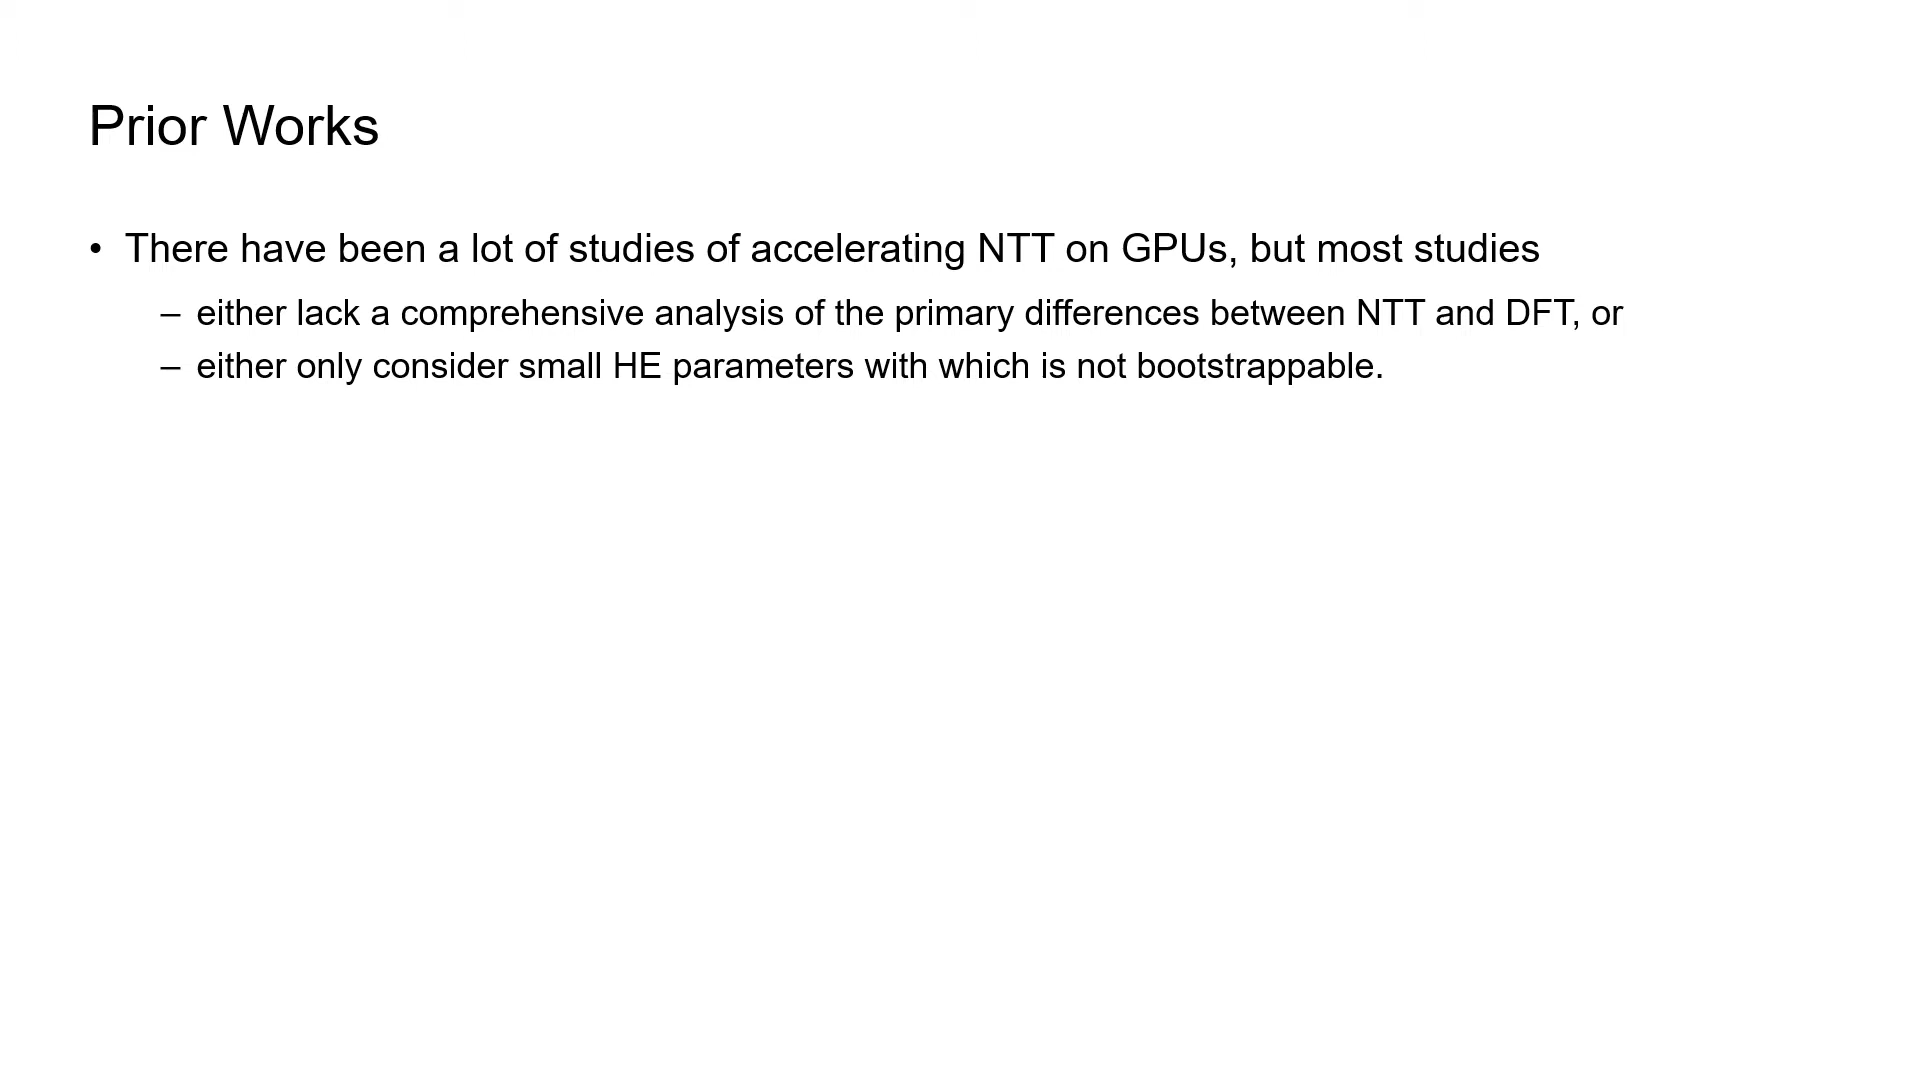 Prior Works
• There have been a lot of studies of accelerating NTT on GPUs, but most studies
– either lack a comprehensive analysis of the primary differences between NTT and DFT, or
– either only consider small HE parameters with which is not bootstrappable.